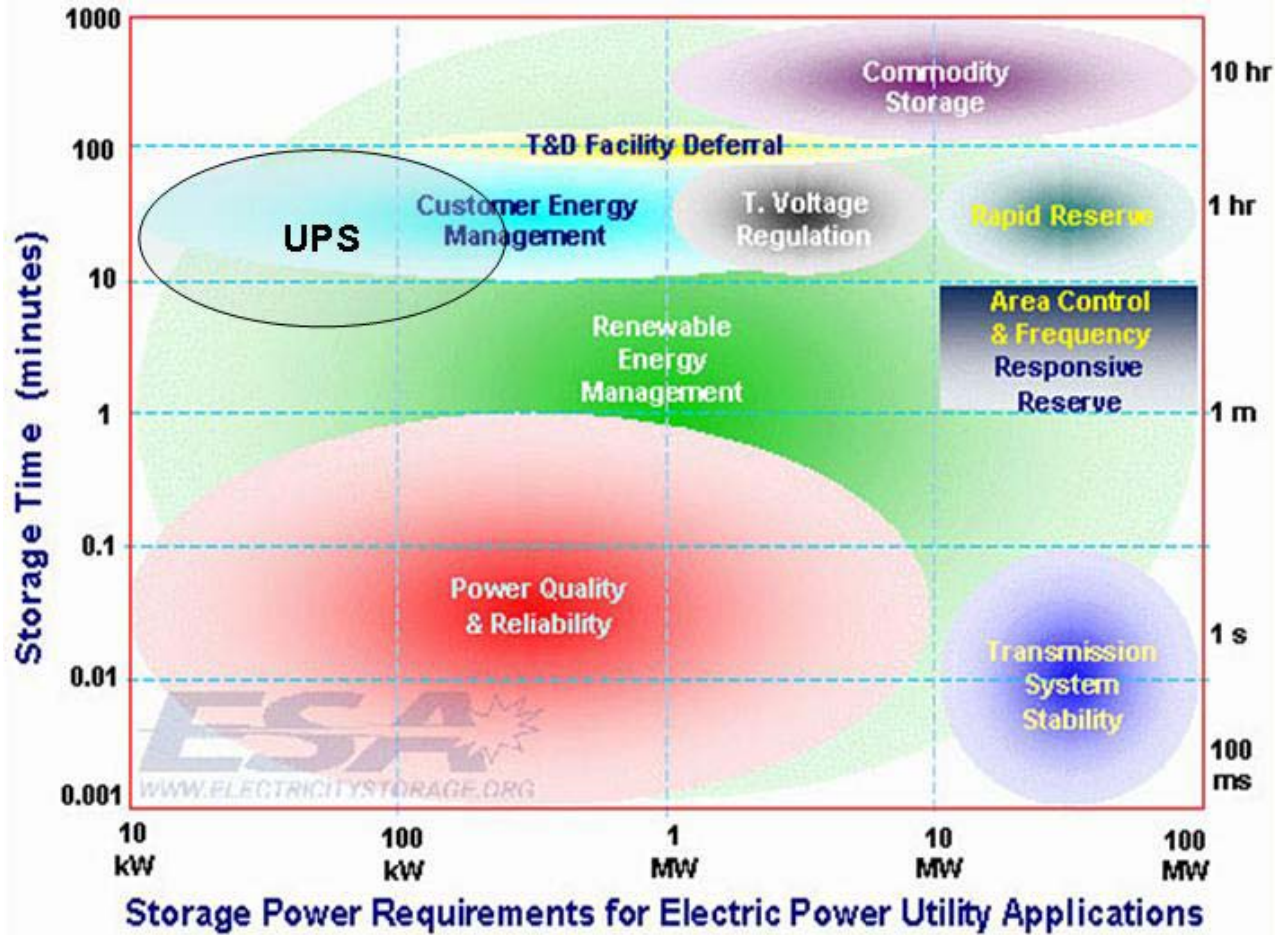 1000
10 hr
Commodity
Storage
100
T&D Facility Deferral
Customer Energy
Management
UPS
T. Voltage
Regulation
Rapid Reserve
1 hr
10
Area Control
& Frequency
Responsive
Reserve
Renewable
Energy
Management
1
1 m
0.1
Power Quality
& Reliability
1 s
Transmission
System
Stability
0.01
ESA
WWW.ELECTRICITYSTORAGE.ORG
100
ms
0.001
Storage Time (minutes)
10
kW
100
kW
1
MW
10
MW
100
MW
Storage Power Requirements for Electric Power Utility Applications